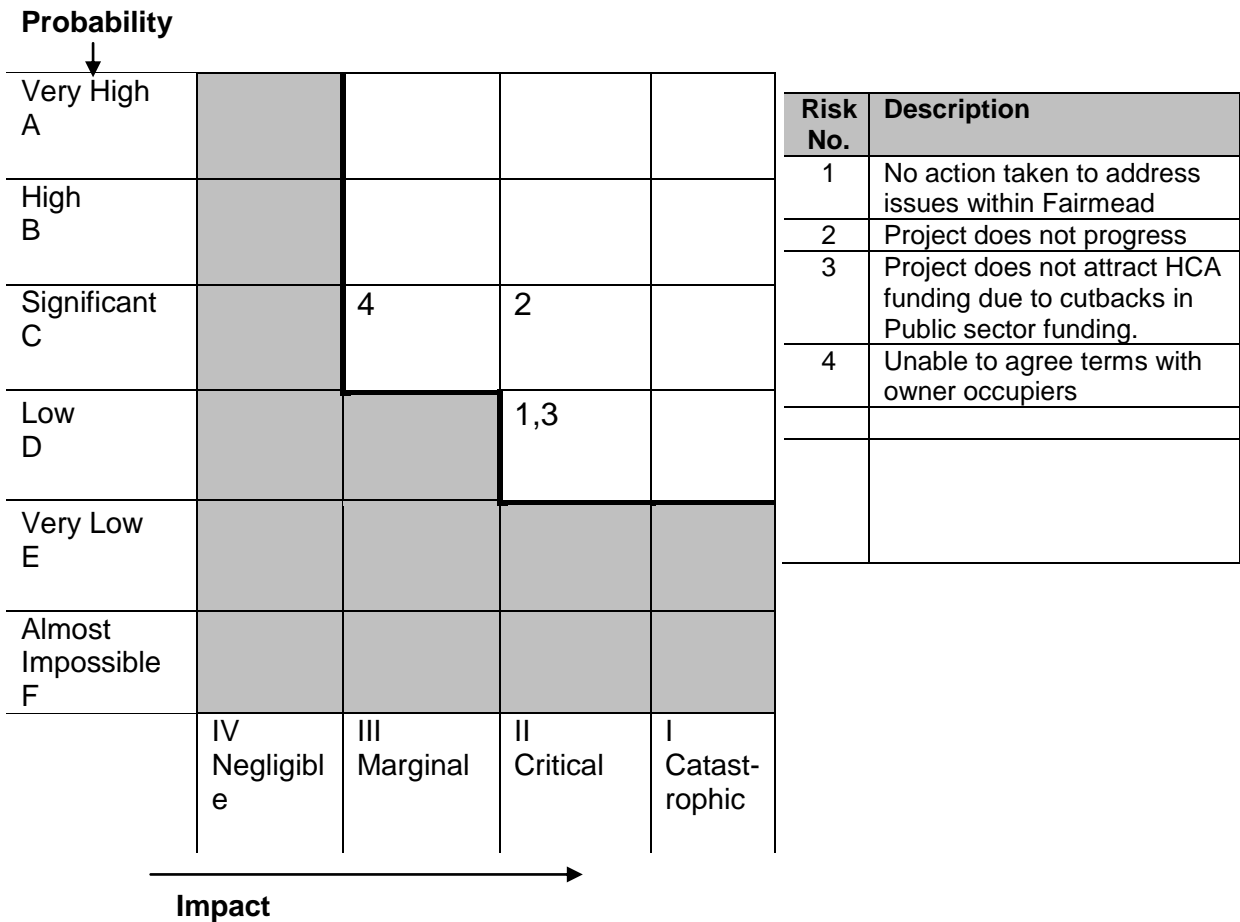 Probability
Very High
A
High
B
Significant
C
4
2
Low
D
1,3
Very Low
E
Almost
Impossible
F
IV
Negligibl
e
III
Marginal
II
Critical
I
Catast-
rophic
Impact
Risk
No.
Description
1
No action taken to address
issues within Fairmead
2
Project does not progress
3
Project does not attract HCA
funding due to cutbacks in
Public sector funding.
4
Unable to agree terms with
owner occupiers